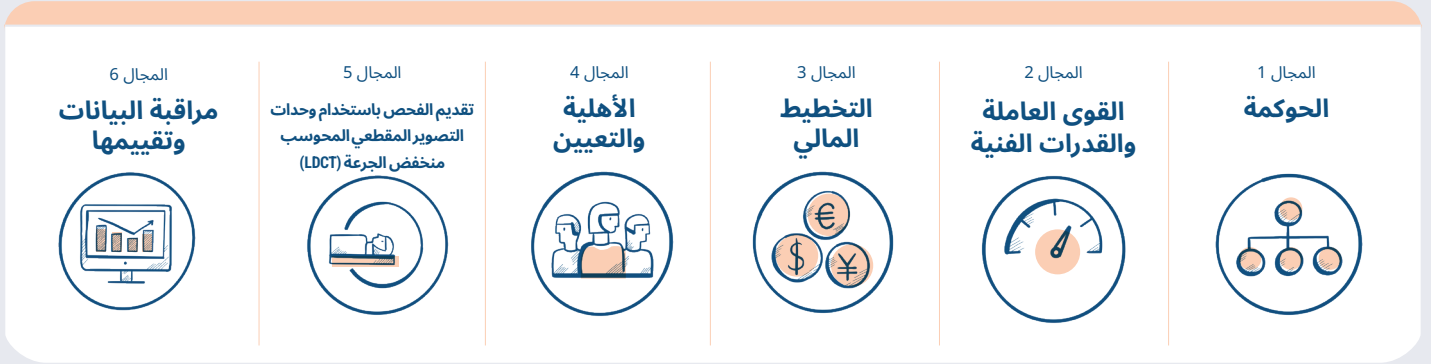 المجال 1
الحوكمة
المجال 2
القوى العاملة
والقدرات الفنية
المجال 3
التخطيط
المالي
€
$
¥
المجال 4
الأهلية
والتعيين
المجال 5
تقديم الفحص باستخدام وحدات
التصوير المقطعي المحوسب
منخفض الجرعة (LDCT)
المجال 6
مراقبة البيانات
وتقييمها